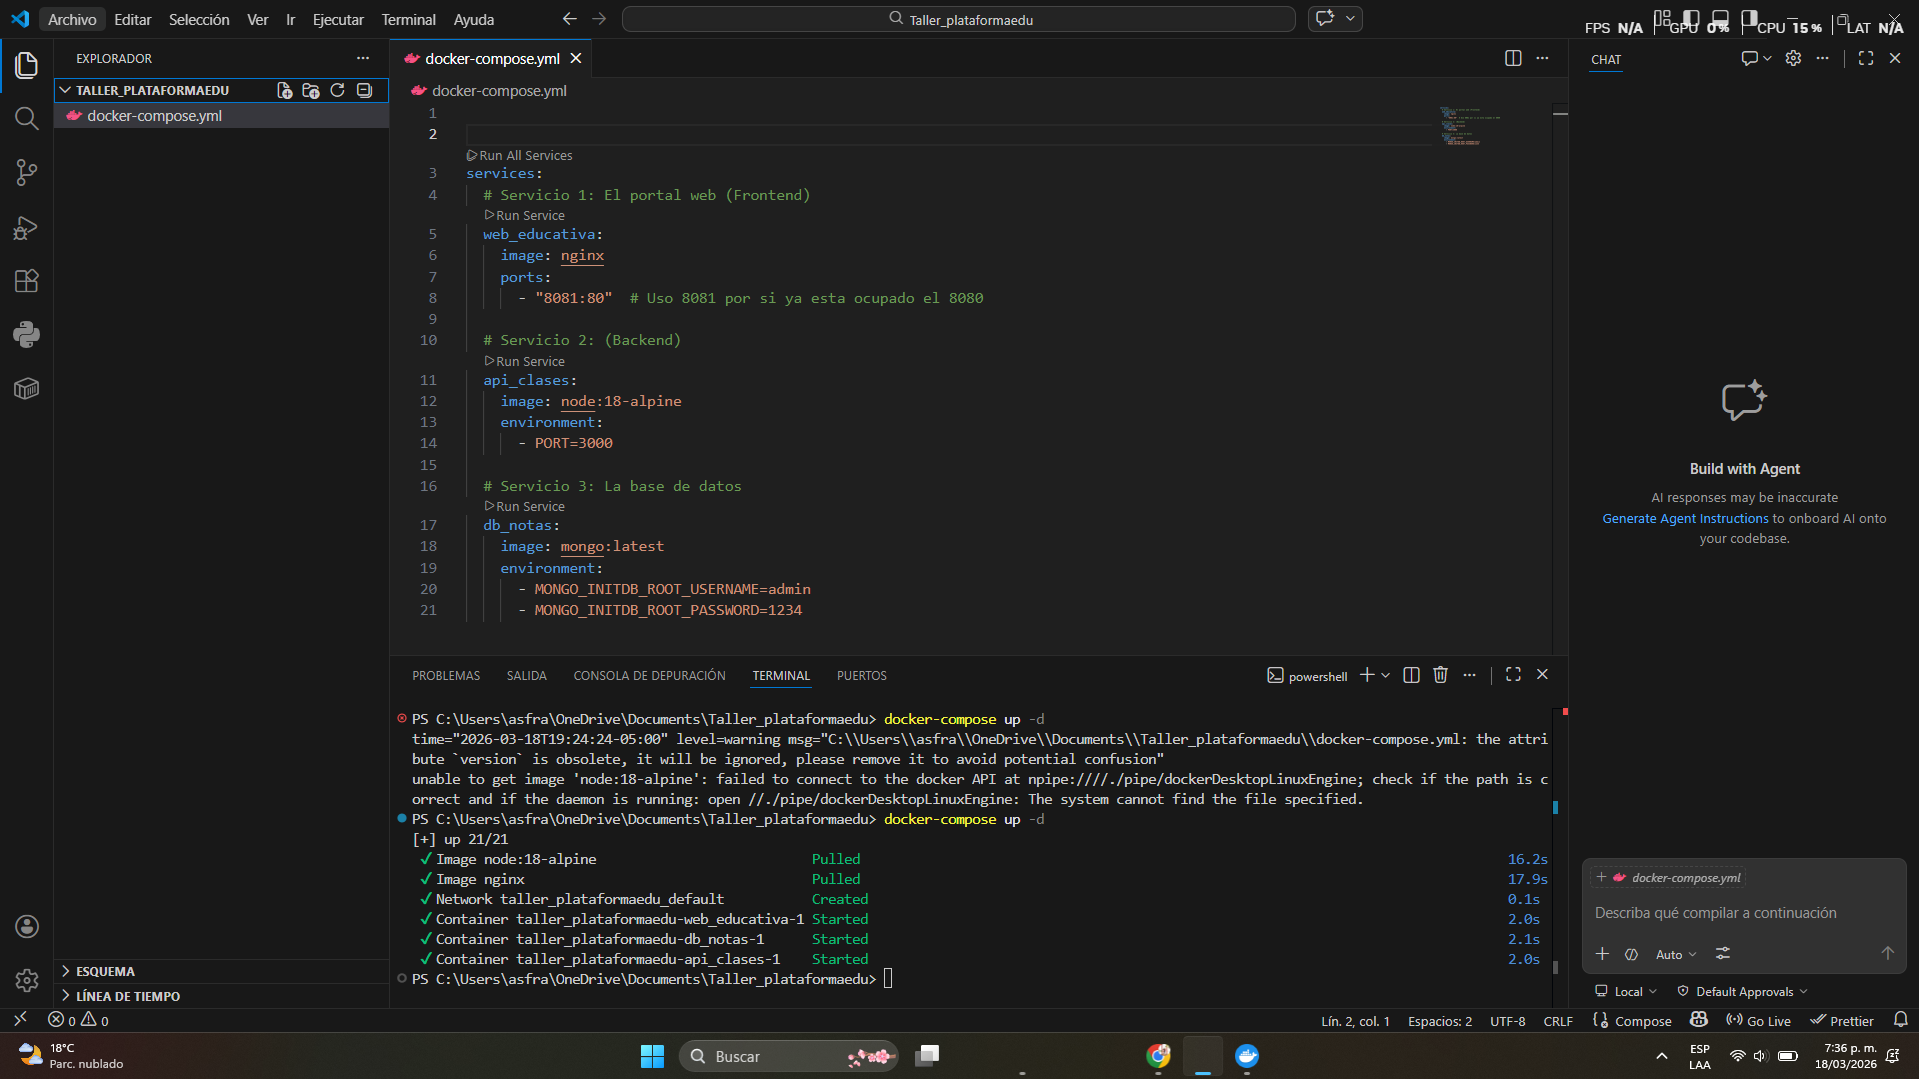 Archivo Editar Selección Ver Ir Ejecutar Terminal Ayuda
Taller_plataformaedu
FPS N/A GPU 0% CPU 15% LAT N/A
EXPLORADOR
TALLER_PLATAFORMAEDU
docker-compose.yml
ESQUEMA
LÍNEA DE TIEMPO
docker-compose.yml
docker-compose.yml
1
2
Run All Services
3 services:
4 # Servicio 1: El portal web (Frontend)
Run Service
5 web_educativa:
6 image: nginx
7 ports:
8 - "8081:80" # Uso 8081 por si ya esta ocupado el 8080
9
10 # Servicio 2: (Backend)
Run Service
11 api_clases:
12 image: node:18-alpine
13 environment:
14 - PORT=3000
15
16 # Servicio 3: La base de datos
Run Service
17 db_notas:
18 image: mongo:latest
19 environment:
20 - MONGO_INITDB_ROOT_USERNAME=admin
21 - MONGO_INITDB_ROOT_PASSWORD=1234
PROBLEMAS SALIDA CONSOLA DE DEPURACIÓN TERMINAL PUERTOS
powershell
PS C:\Users\asfra\OneDrive\Documents\Taller_plataformaedu> docker-compose up -d
time="2026-03-18T19:24:24-05:00" level=warning msg="C:\\Users\\asfra\\OneDrive\\Documents\\Taller_plataformaedu\\docker-compose.yml: the attri
bute `version` is obsolete, it will be ignored, please remove it to avoid potential confusion"
unable to get image 'node:18-alpine': failed to connect to the docker API at npipe:////./pipe/dockerDesktopLinuxEngine; check if the path is c
orrect and if the daemon is running: open //./pipe/dockerDesktopLinuxEngine: The system cannot find the file specified.
PS C:\Users\asfra\OneDrive\Documents\Taller_plataformaedu> docker-compose up -d
[+] up 21/21
✓ Image node:18-alpine Pulled 16.2s
✓ Image nginx Pulled 17.9s
✓ Network taller_plataformaedu_default Created 0.1s
✓ Container taller_plataformaedu-web_educativa-1 Started 2.0s
✓ Container taller_plataformaedu-db_notas-1 Started 2.1s
✓ Container taller_plataformaedu-api_clases-1 Started 2.0s
PS C:\Users\asfra\OneDrive\Documents\Taller_plataformaedu>
CHAT
Build with Agent
AI responses may be inaccurate
Generate Agent Instructions to onboard AI onto
your codebase.
docker-compose.yml
Describa qué compilar a continuación
Auto
Local Default Approvals
0 0
Lín. 2, col. 1 Espacios: 2 UTF-8 CRLF Compose Go Live Prettier
18°C
Parc. nublado
Buscar
ESP
LAA
7:36 p. m.
18/03/2026